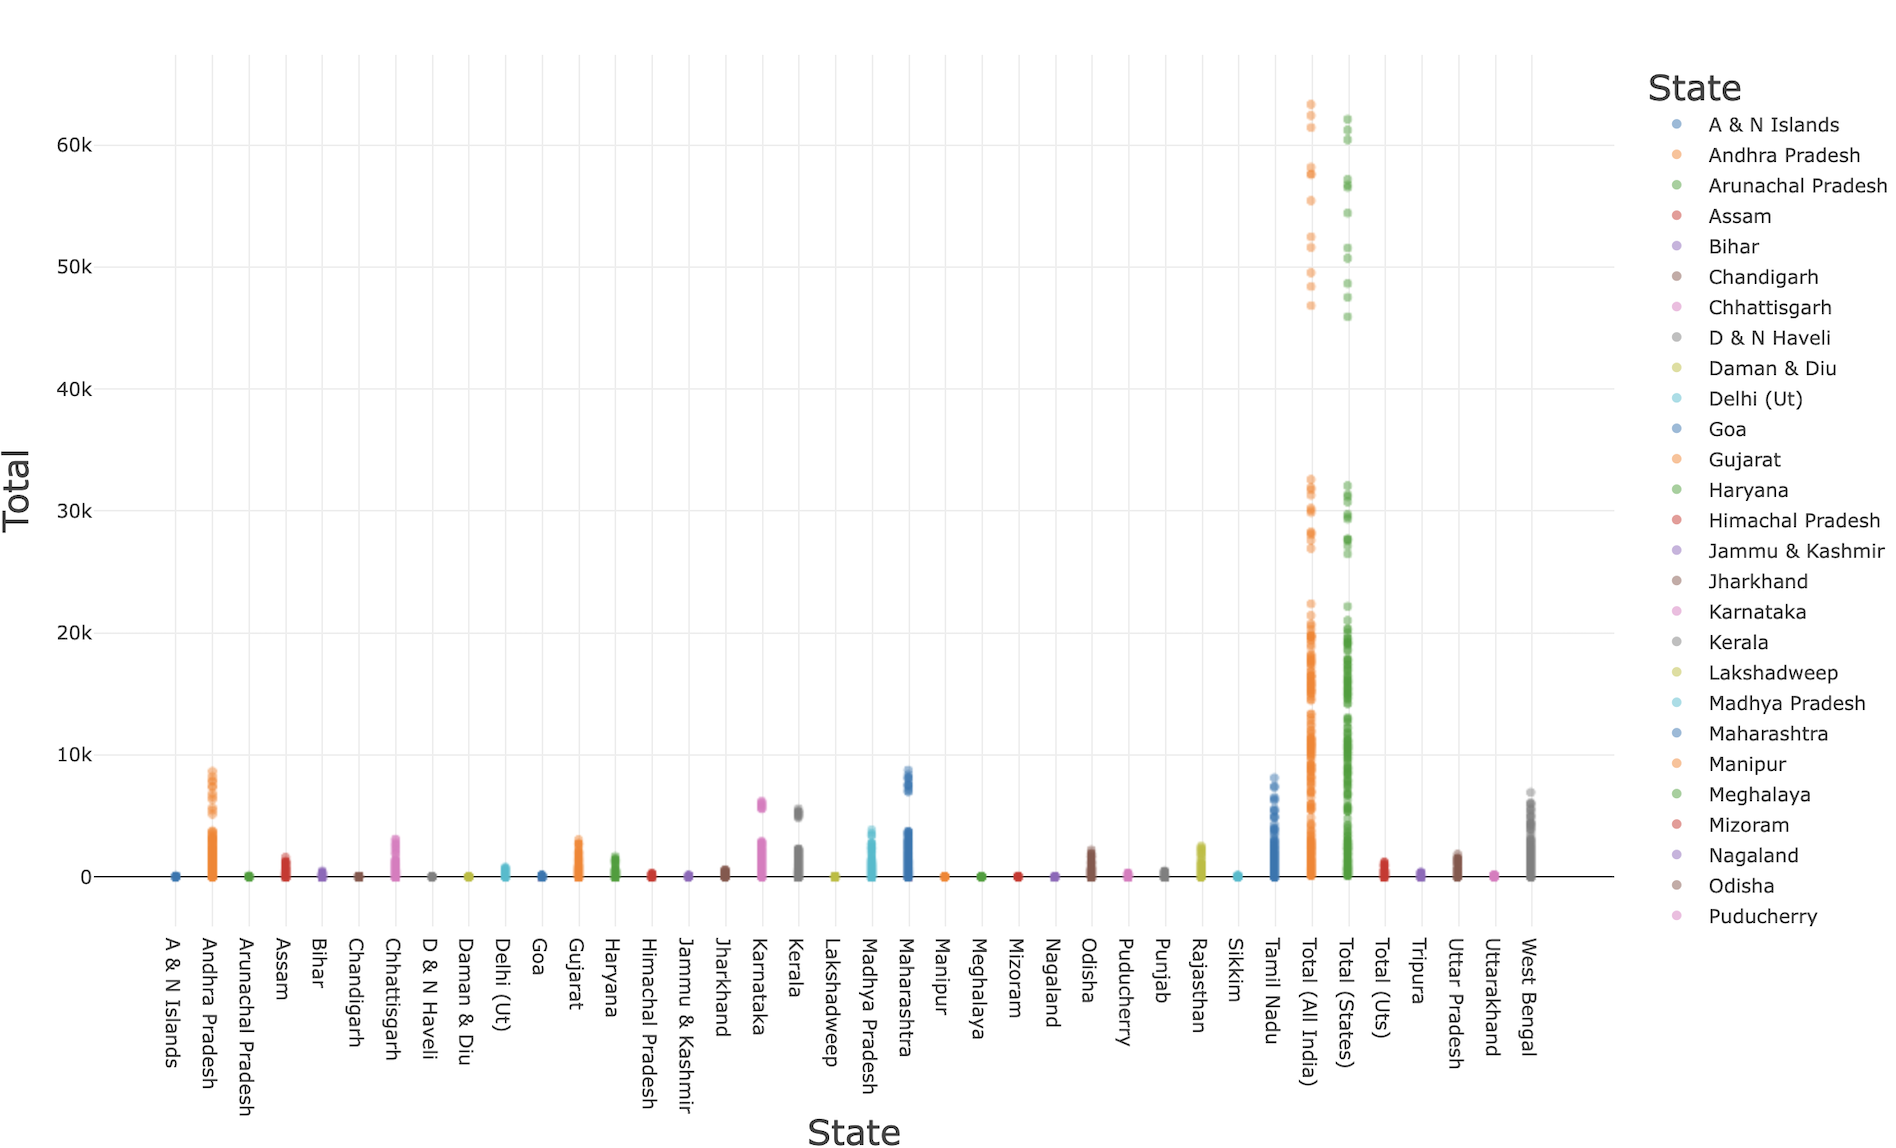 60k
50k
40k
30k
20k
10k
0
Total
A & N Islands
Andhra Pradesh
Arunachal Pradesh
Assam
Bihar
Chandigarh
Chhattisgarh
D & N Haveli
Daman & Diu
Delhi (Ut)
Goa
Gujarat
Haryana
Himachal Pradesh
Jammu & Kashmir
Jharkhand
Karnataka
Kerala
Lakshadweep
Madhya Pradesh
Maharashtra
Manipur
Meghalaya
Mizoram
Nagaland
Odisha
Puducherry
Punjab
Rajasthan
Sikkim
Tamil Nadu
Total (All India)
Total (States)
Total (Uts)
Tripura
Uttar Pradesh
Uttarakhand
West Bengal
State
State
A & N Islands
Andhra Pradesh
Arunachal Pradesh
Assam
Bihar
Chandigarh
Chhattisgarh
D & N Haveli
Daman & Diu
Delhi (Ut)
Goa
Gujarat
Haryana
Himachal Pradesh
Jammu & Kashmir
Jharkhand
Karnataka
Kerala
Lakshadweep
Madhya Pradesh
Maharashtra
Manipur
Meghalaya
Mizoram
Nagaland
Odisha
Puducherry